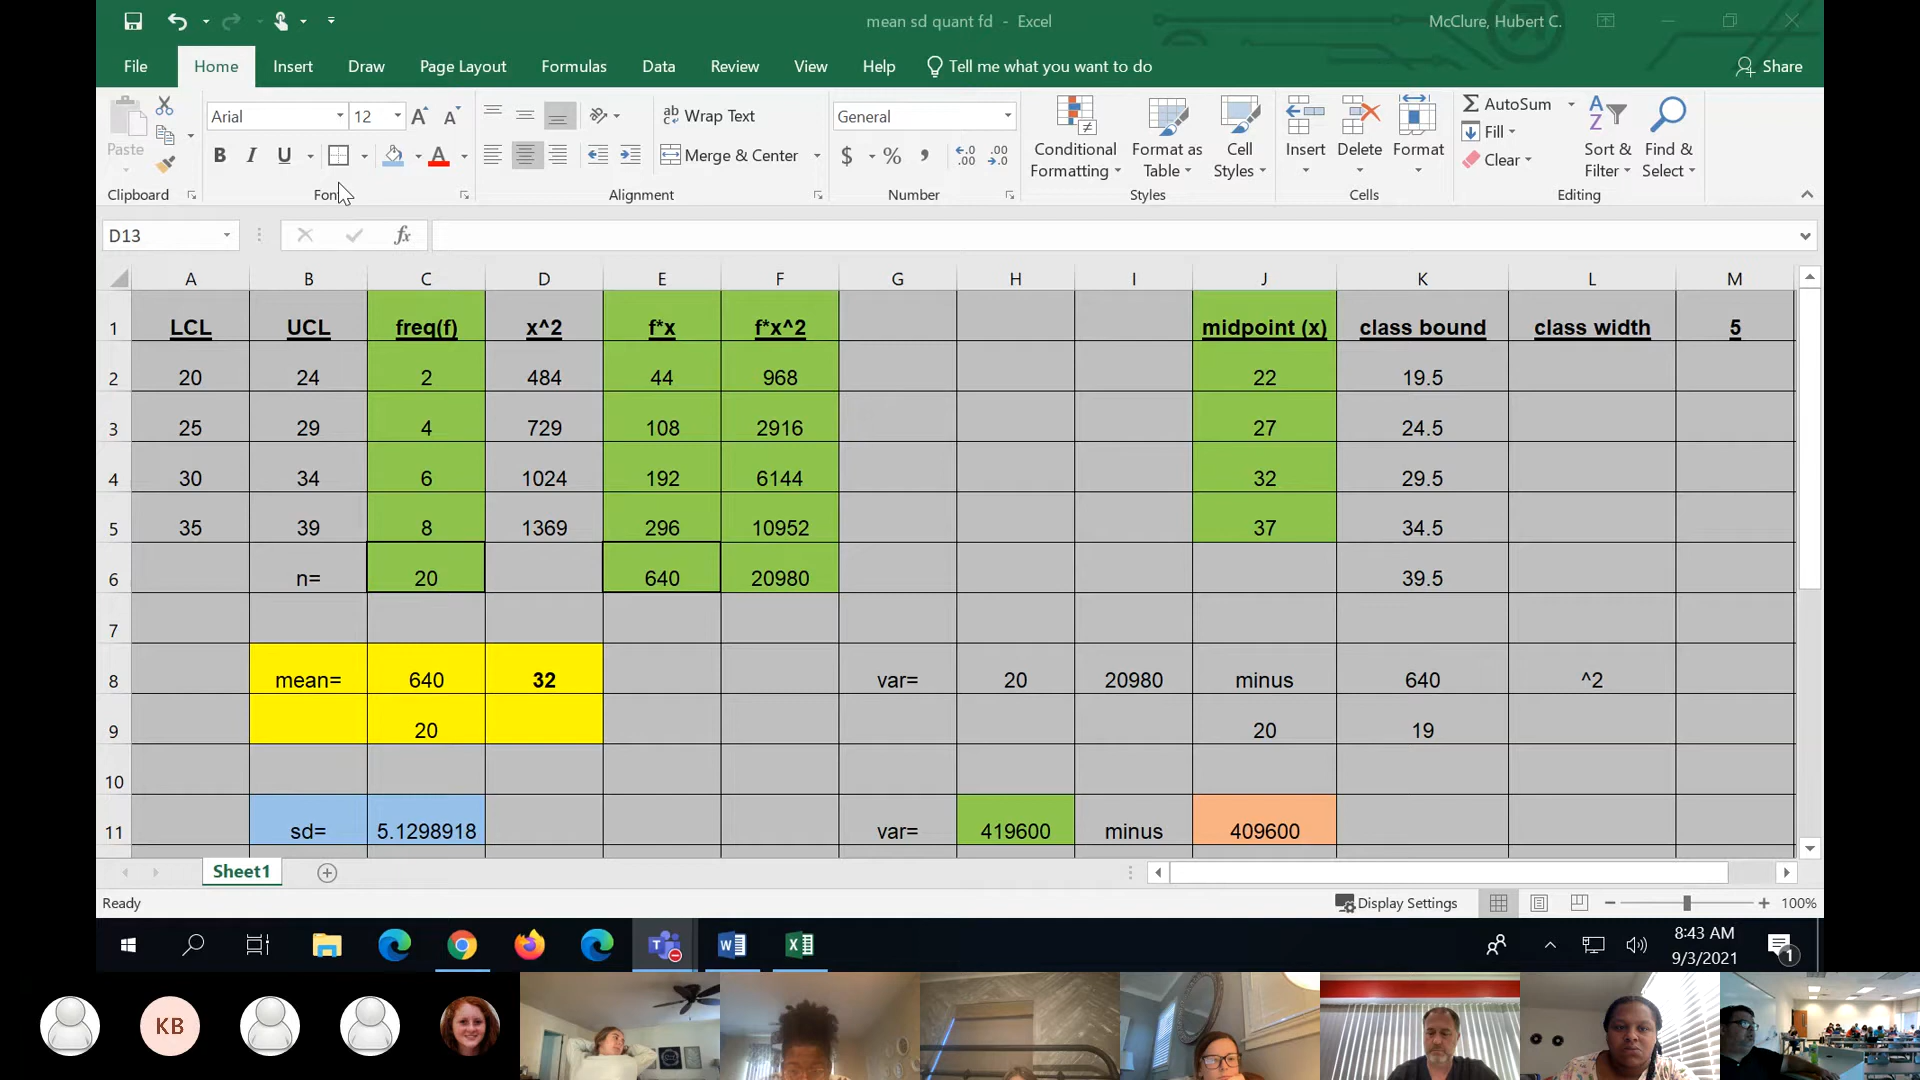 mean sd quant fd - Excel
McClure, Hubert C.
File Home Insert Draw Page Layout Formulas Data Review View Help Tell me what you want to do Share
Paste
Clipboard
Arial 12
B I U A
Font
ab Wrap Text
Merge & Center
Alignment
General
$ % ,
Number
Conditional Formatting
Format as Table
Cell Styles
Styles
Insert Delete Format
Cells
AutoSum
Fill
Clear
Sort & Filter
Find & Select
Editing
D13
fx
A B C D E F G H I J K L M
1 LCL UCL freq(f) x^2 f*x f*x^2 midpoint (x) class bound class width 5
2 20 24 2 484 44 968 22 19.5
3 25 29 4 729 108 2916 27 24.5
4 30 34 6 1024 192 6144 32 29.5
5 35 39 8 1369 296 10952 37 34.5
6 n= 20 640 20980 39.5
7
8 mean= 640 32 var= 20 20980 minus 640 ^2
9 20 20 19
10
11 sd= 5.1298918 var= 419600 minus 409600
Sheet1
Ready
Display Settings
100%
8:43 AM
9/3/2021
1
KB